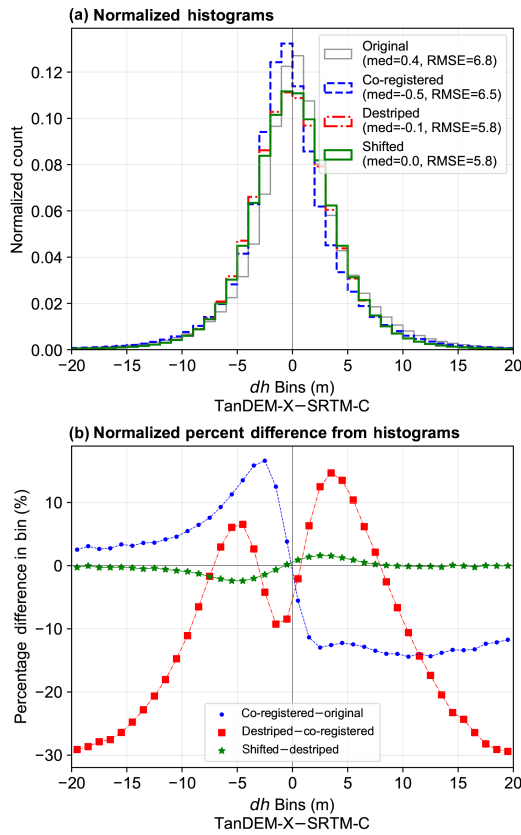 (a) Normalized histograms
Original
(med=0.4, RMSE=6.8)
Co-registered
(med=-0.5, RMSE=6.5)
Destriped
(med=-0.1, RMSE=5.8)
Shifted
(med=0.0, RMSE=5.8)
Normalized count
0.12
0.10
0.08
0.06
0.04
0.02
0.00
−20 −15 −10 −5 0 5 10 15 20
dh Bins (m)
TanDEM-X−SRTM-C
(b) Normalized percent difference from histograms
Percentage difference in bin (%)
10
0
−10
−20
−30
Co-registered−original
Destriped−co-registered
Shifted−destriped
−20 −15 −10 −5 0 5 10 15 20
dh Bins (m)
TanDEM-X−SRTM-C